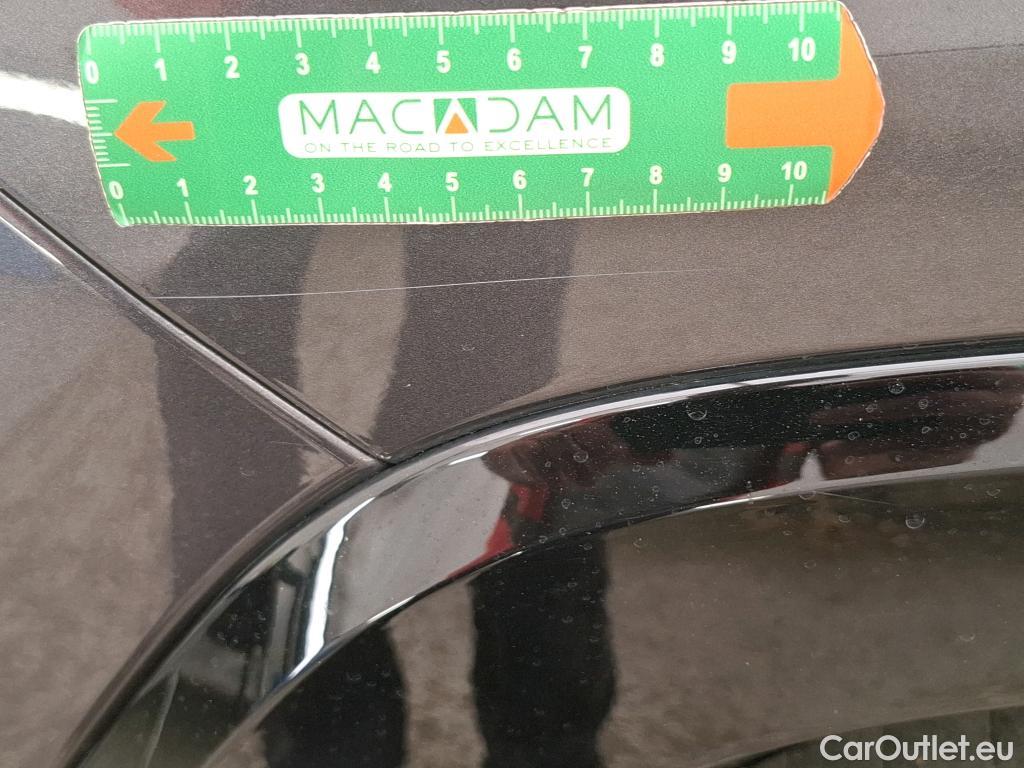 0 1 2 3 4 5 6 7 8 9 10
MACADAM
ON THE ROAD TO EXCELLENCE
0 1 2 3 4 5 6 7 8 9 10
CarOutlet.eu